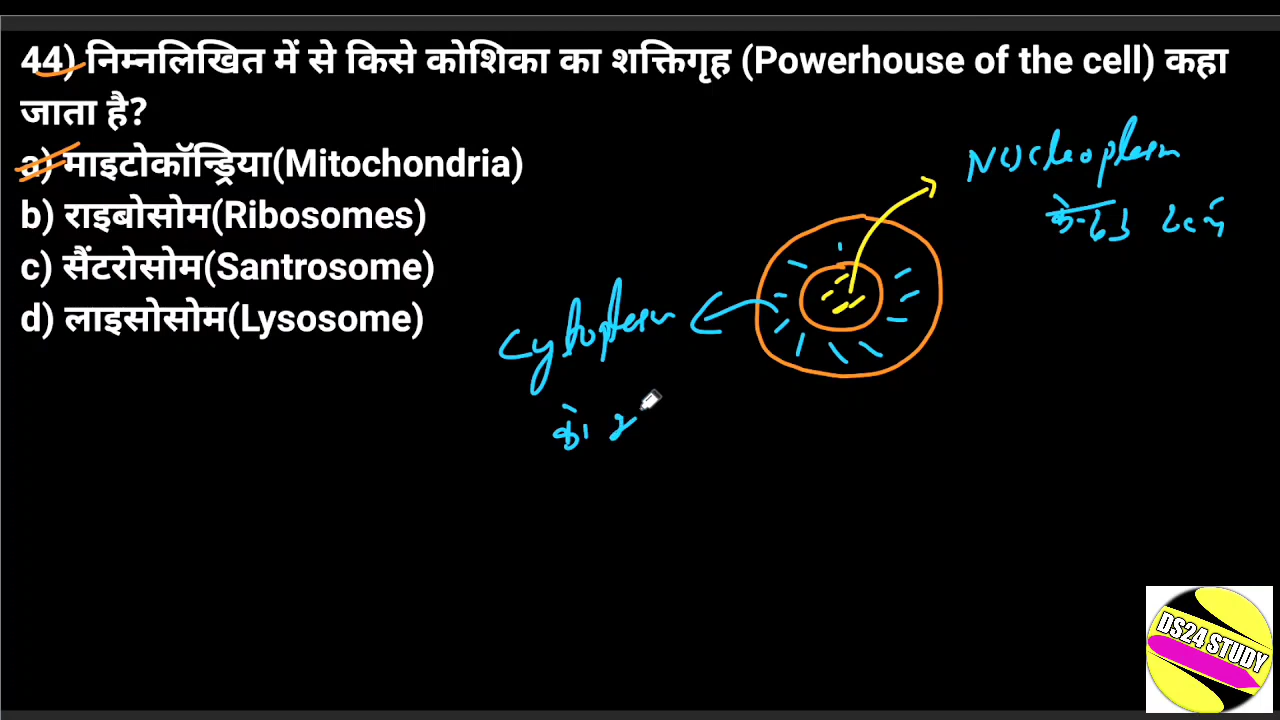 44) निम्नलिखित में से किसे कोशिका का शक्तिगृह (Powerhouse of the cell) कहा
जाता है?
a) माइटोकॉन्ड्रिया(Mitochondria)
b) राइबोसोम(Ribosomes)
c) सैंटरोसोम(Santrosome)
d) लाइसोसोम(Lysosome)
Nucleoplasm
Cytoplasm
DS24 STUDY